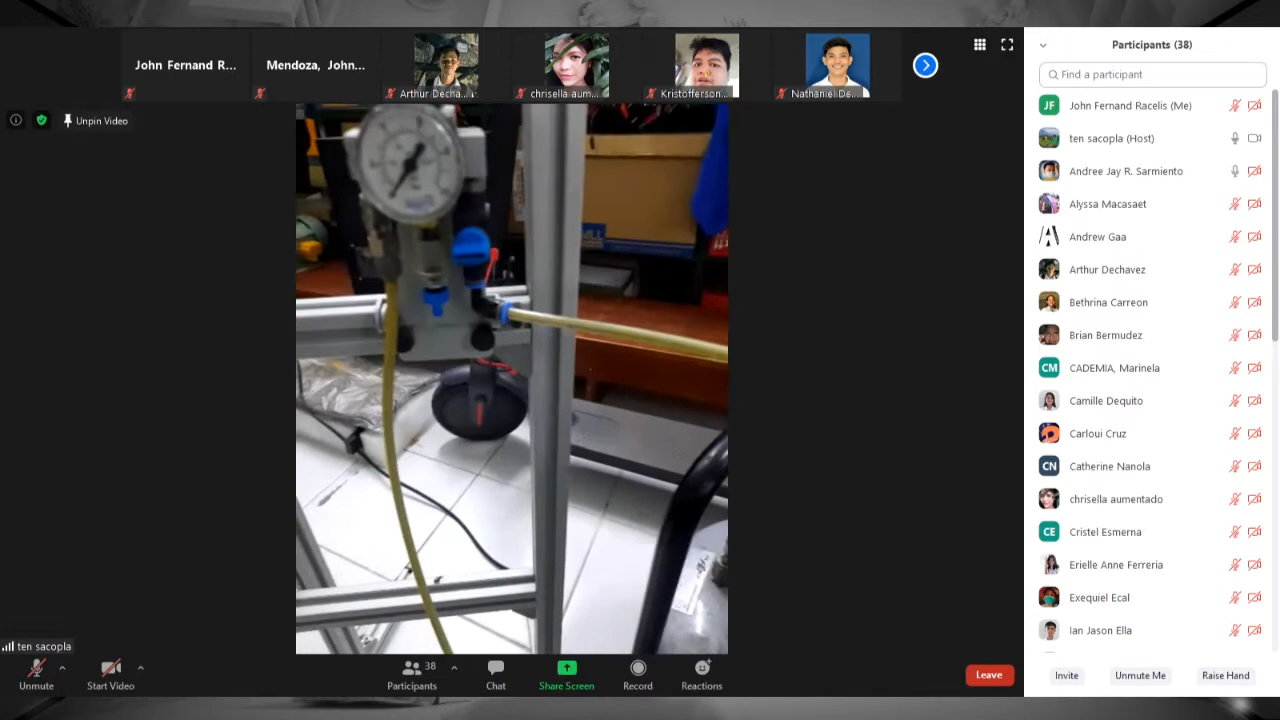 John Fernand R...
Mendoza, John...
Arthur Decha...
chrisella aum...
Kristofferson...
Nathaniel De...
Unpin Video
ten sacopla
Unmute
Start Video
38
Participants
Chat
Share Screen
Record
Reactions
Leave
Participants (38)
Find a participant
JF John Fernand Racelis (Me)
ten sacopla (Host)
Andree Jay R. Sarmiento
Alyssa Macasaet
Andrew Gaa
Arthur Dechavez
Bethrina Carreon
Brian Bermudez
CM CADEMIA, Marinela
Camille Dequito
Carloui Cruz
CN Catherine Nanola
chrisella aumentado
CE Cristel Esmerna
Erielle Anne Ferreria
Exequiel Ecal
Ian Jason Ella
Invite
Unmute Me
Raise Hand